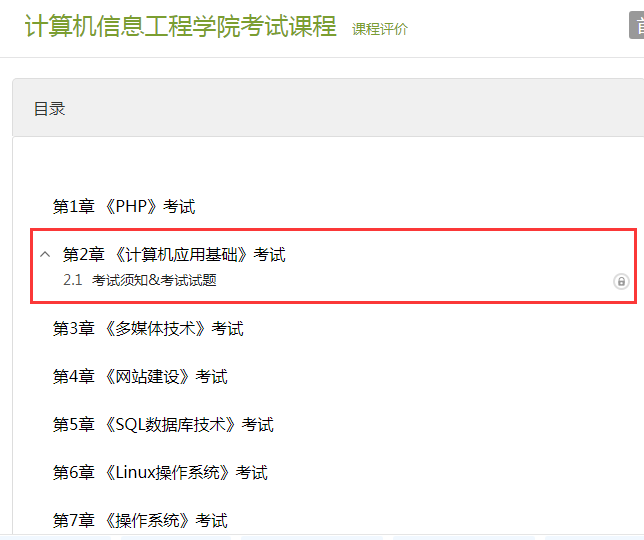 计算机信息工程学院考试课程 课程评价
目录
第1章 《PHP》考试
第2章 《计算机应用基础》考试
2.1 考试须知&考试试题
第3章 《多媒体技术》考试
第4章 《网站建设》考试
第5章 《SQL数据库技术》考试
第6章 《Linux操作系统》考试
第7章 《操作系统》考试